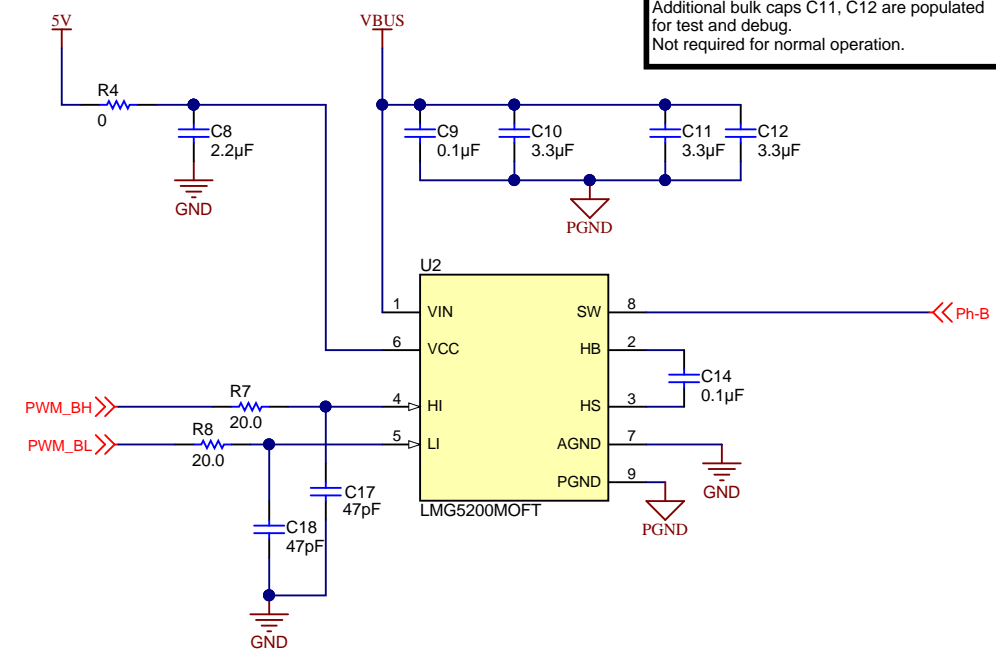 Additional bulk caps C11, C12 are populated
for test and debug.
Not required for normal operation.
5V
VBUS
R4
0
C8
2.2µF
GND
C9
0.1µF
C10
3.3µF
C11
3.3µF
C12
3.3µF
PGND
U2
1
VIN
6
VCC
4
HI
5
LI
SW
8
HB
2
HS
3
AGND
7
PGND
9
LMG5200MOFT
Ph-B
C14
0.1µF
GND
PGND
PWM_BH
R7
20.0
PWM_BL
R8
20.0
C17
47pF
C18
47pF
GND